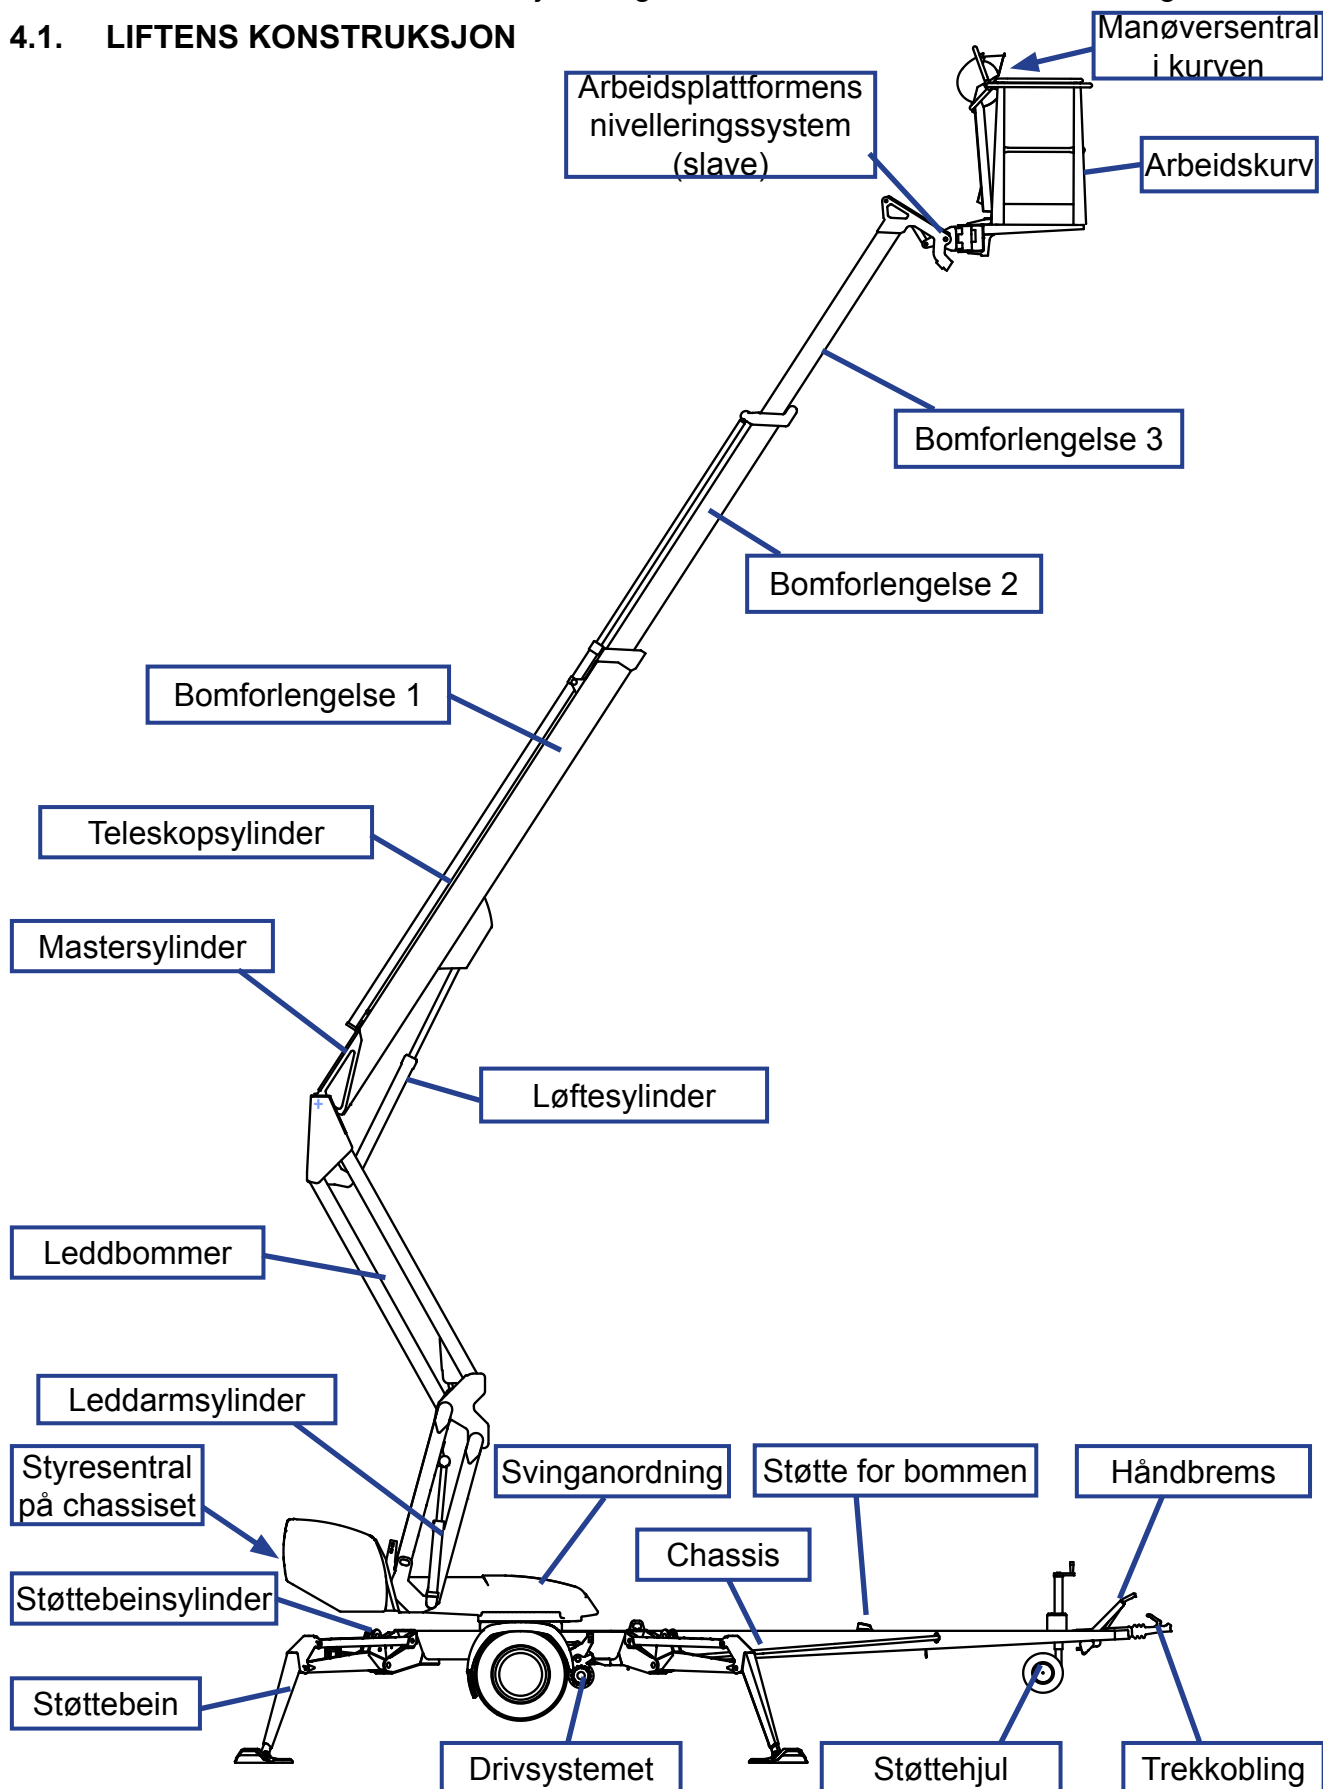 4.1. LIFTENS KONSTRUKSJON
Manøversentral
i kurven
Arbeidsplattformens
nivelleringssystem
(slave)
Arbeidskurv
Bomforlengelse 3
Bomforlengelse 2
Bomforlengelse 1
Teleskopsylinder
Mastersylinder
Løftesylinder
Leddbommer
Leddarmsylinder
Styresentral
på chassiset
Svinganordning
Støtte for bommen
Håndbrems
Chassis
Støttebeinsylinder
Støttebein
Drivsystemet
Støttehjul
Trekkobling